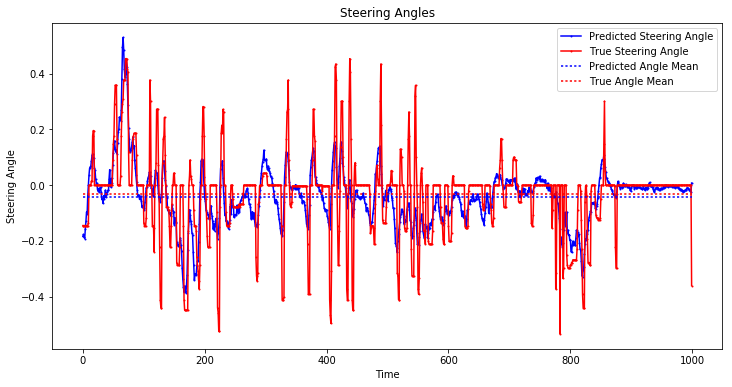 Steering Angles
Predicted Steering Angle
True Steering Angle
Predicted Angle Mean
True Angle Mean
Steering Angle
0.4
0.2
0.0
−0.2
−0.4
0
200
400
600
800
1000
Time